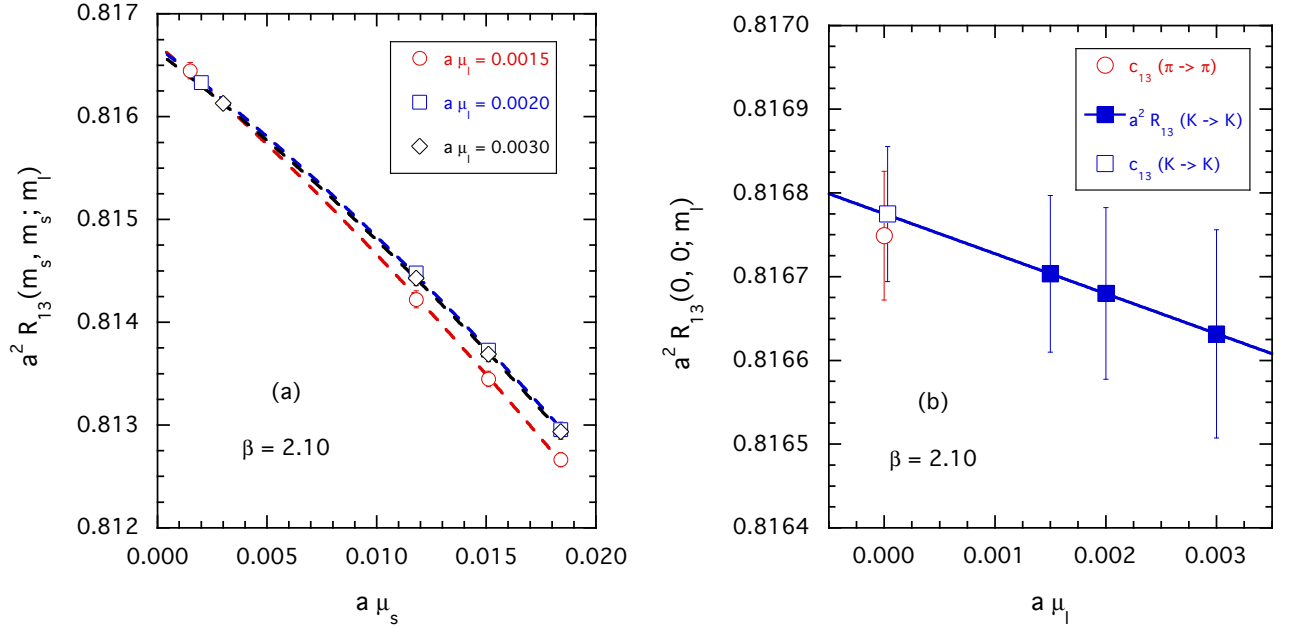 a² R₁₃(mₛ, mₛ; mₗ)
0.817
0.816
0.815
0.814
0.813
0.812
0.000
0.005
0.010
0.015
0.020
a μₛ
a μₗ = 0.0015
a μₗ = 0.0020
a μₗ = 0.0030
(a)
β = 2.10
a² R₁₃(0, 0; mₗ)
0.8170
0.8169
0.8168
0.8167
0.8166
0.8165
0.8164
0.000
0.001
0.002
0.003
a μₗ
c₁₃ (π -> π)
a² R₁₃ (K -> K)
c₁₃ (K -> K)
(b)
β = 2.10